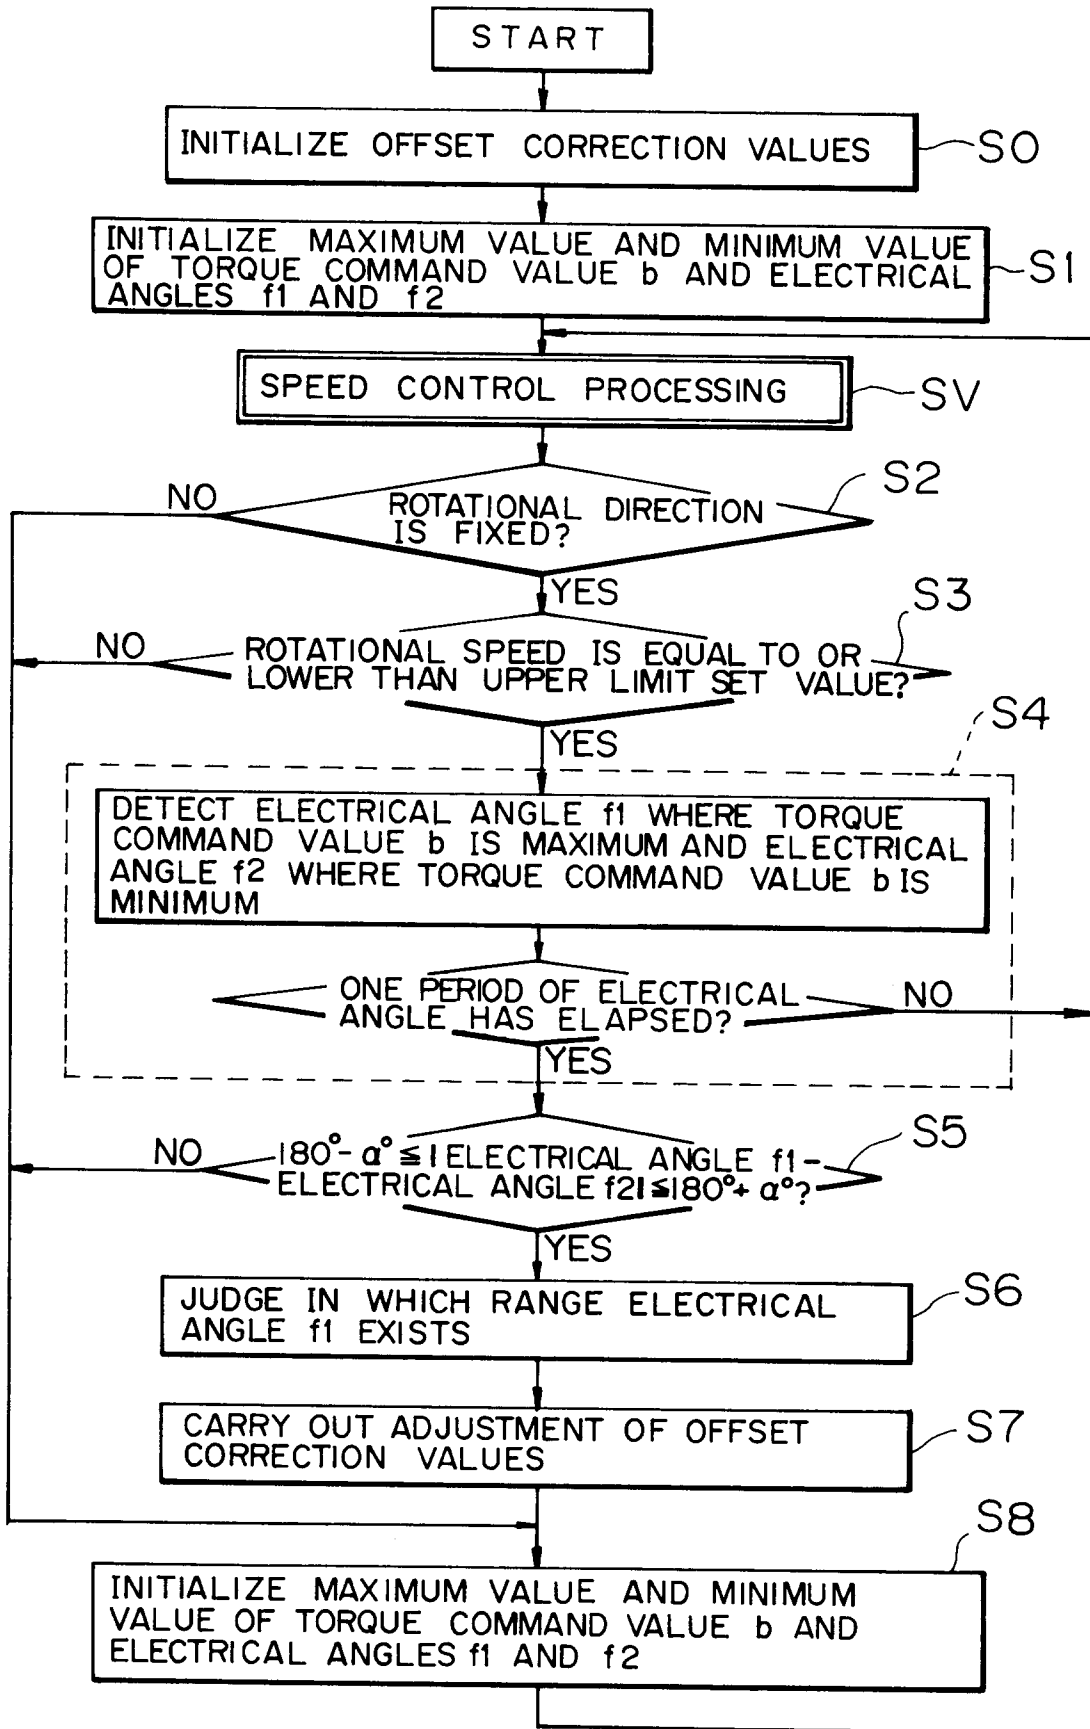 START
INITIALIZE OFFSET CORRECTION VALUES
S0
INITIALIZE MAXIMUM VALUE AND MINIMUM VALUE
OF TORQUE COMMAND VALUE b AND ELECTRICAL
ANGLES f1 AND f2
S1
SPEED CONTROL PROCESSING
SV
S2
NO
ROTATIONAL DIRECTION
IS FIXED?
YES
S3
NO
ROTATIONAL SPEED IS EQUAL TO OR
LOWER THAN UPPER LIMIT SET VALUE?
YES
S4
DETECT ELECTRICAL ANGLE f1 WHERE TORQUE
COMMAND VALUE b IS MAXIMUM AND ELECTRICAL
ANGLE f2 WHERE TORQUE COMMAND VALUE b IS
MINIMUM
ONE PERIOD OF ELECTRICAL
ANGLE HAS ELAPSED?
NO
YES
S5
NO
180°- α° ≦ | ELECTRICAL ANGLE f1 -
ELECTRICAL ANGLE f2| ≦ 180°+ α°?
YES
JUDGE IN WHICH RANGE ELECTRICAL
ANGLE f1 EXISTS
S6
CARRY OUT ADJUSTMENT OF OFFSET
CORRECTION VALUES
S7
S8
INITIALIZE MAXIMUM VALUE AND MINIMUM
VALUE OF TORQUE COMMAND VALUE b AND
ELECTRICAL ANGLES f1 AND f2